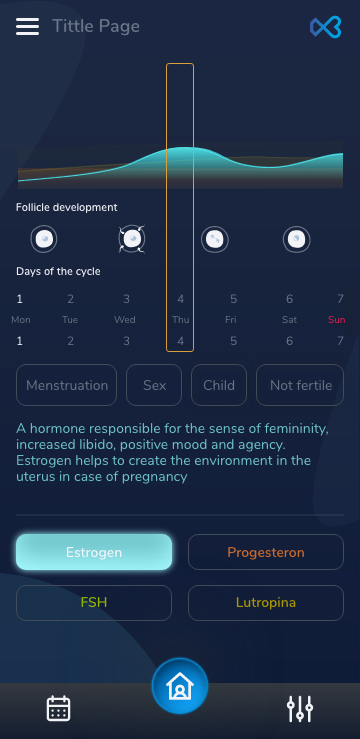 Tittle Page
Follicle development
Days of the cycle
1 2 3 4 5 6 7
Mon Tue Wed Thu Fri Sat Sun
1 2 3 4 5 6 7
Menstruation Sex Child Not fertile
A hormone responsible for the sense of femininity,
increased libido, positive mood and agency.
Estrogen helps to create the environment in the
uterus in case of pregnancy
Estrogen Progesteron
FSH Lutropina